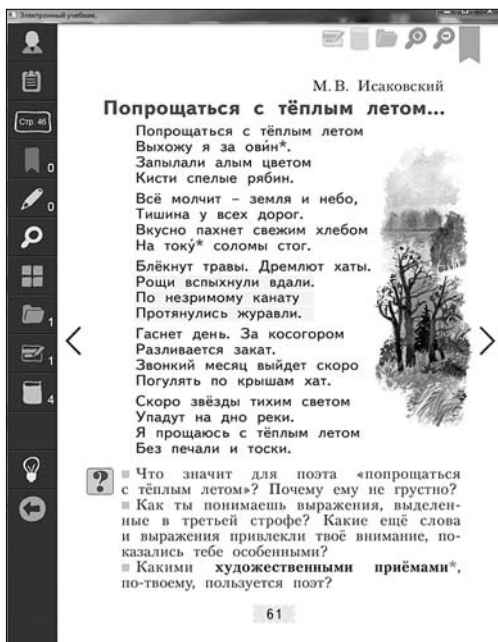 Электронный учебник.
Стр. 46
0
0
1
1
4
М. В. Исаковский
Попрощаться с тёплым летом...
Попрощаться с тёплым летом
Выхожу я за ови́н*.
Запылали алым цветом
Кисти спелые рябин.
Всё молчит – земля и небо,
Тишина у всех дорог.
Вкусно пахнет свежим хлебом
На току́* соломы стог.
Блёкнут травы. Дремлют хаты.
Рощи вспыхнули вдали.
По незримому канату
Протянулись журавли.
Гаснет день. За косогором
Разливается закат.
Звонкий месяц выйдет скоро
Погулять по крышам хат.
Скоро звёзды тихим светом
Упадут на дно реки.
Я прощаюсь с тёплым летом
Без печали и тоски.
?
Что значит для поэта «попрощаться
с тёплым летом»? Почему ему не грустно?
Как ты понимаешь выражения, выделен-
ные в третьей строфе? Какие ещё слова
и выражения привлекли твоё внимание, по-
казались тебе особенными?
Какими художественными приёмами*,
по-твоему, пользуется поэт?
61